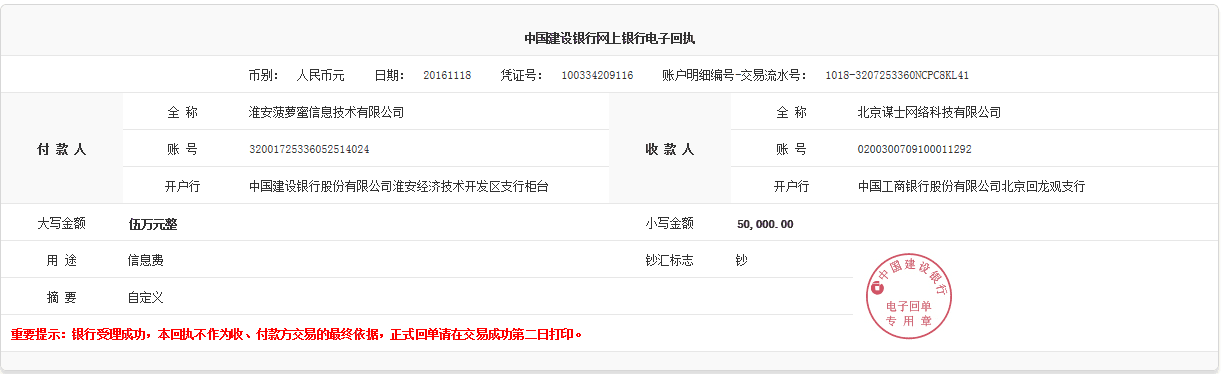 中国建设银行网上银行电子回执
币别： 人民币元 日期： 20161118 凭证号： 100334209116 账户明细编号-交易流水号： 1018-3207253360NCPC8KL41
付 款 人
全 称 淮安菠萝蜜信息技术有限公司
账 号 32001725336052514024
开户行 中国建设银行股份有限公司淮安经济技术开发区支行柜台
收 款 人
全 称 北京谋士网络科技有限公司
账 号 0200300709100011292
开户行 中国工商银行股份有限公司北京回龙观支行
大写金额 伍万元整 小写金额 50,000.00
用 途 信息费 钞汇标志 钞
摘 要 自定义
中国建设银行
电子回单
专 用 章
重要提示：银行受理成功，本回执不作为收、付款方交易的最终依据，正式回单请在交易成功第二日打印。